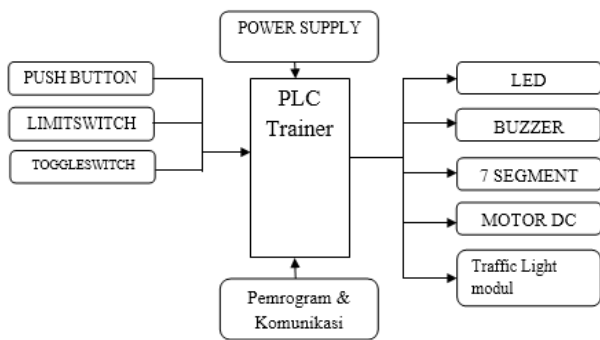 POWER SUPPLY
PUSH BUTTON
LIMITSWITCH
TOGGLESWITCH
PLC
Trainer
LED
BUZZER
7 SEGMENT
MOTOR DC
Traffic Light
modul
Pemrogram &
Komunikasi